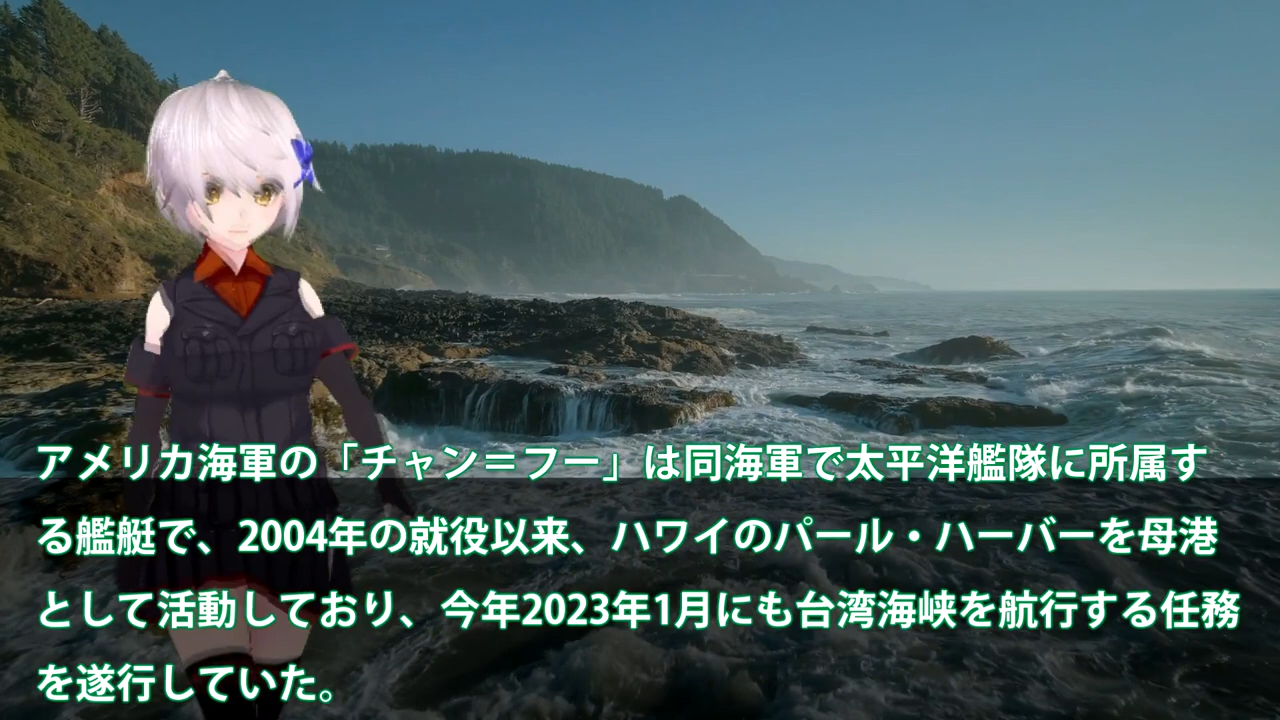 アメリカ海軍の「チャン＝フー」は同海軍で太平洋艦隊に所属す
る艦艇で、2004年の就役以来、ハワイのパール・ハーバーを母港
として活動しており、今年2023年1月にも台湾海峡を航行する任務
を遂行していた。